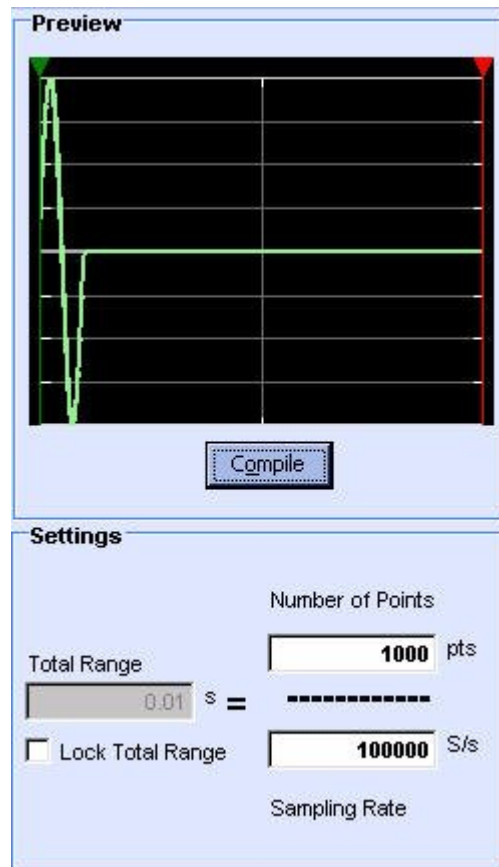 Preview
Compile
Settings
Number of Points
1000 pts
Total Range
0.01 s =
------------
Lock Total Range
100000 S/s
Sampling Rate